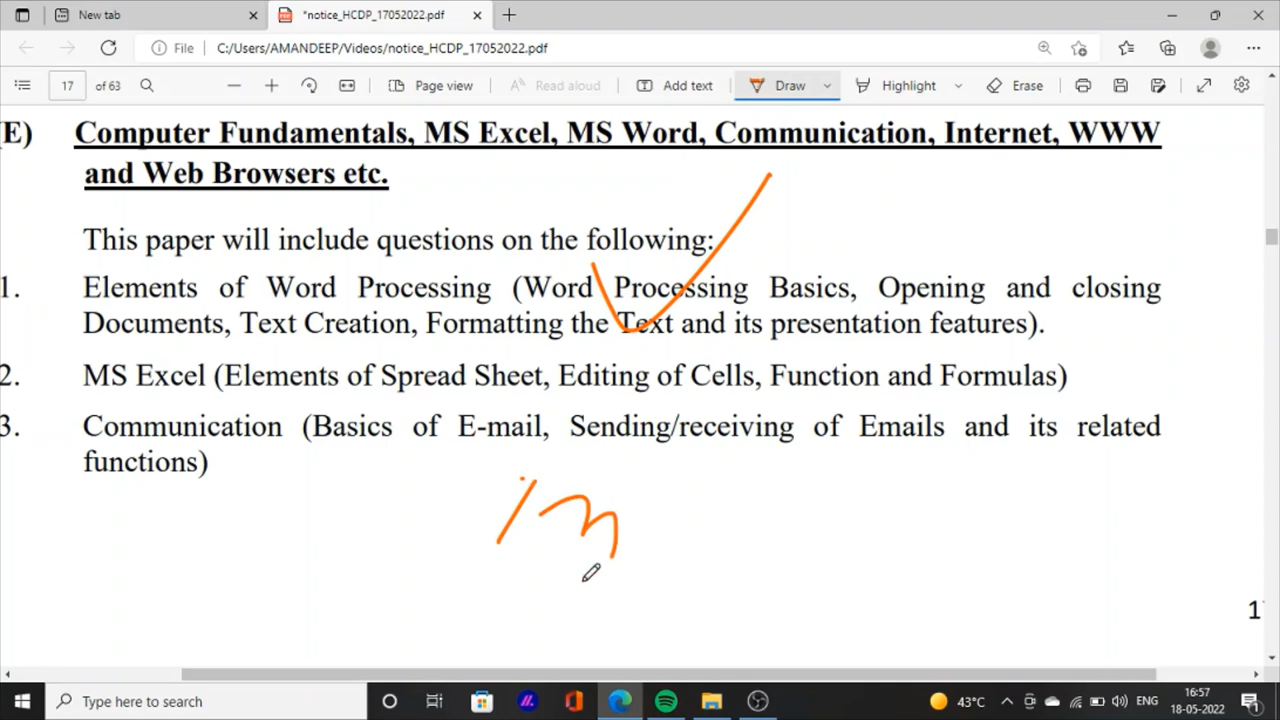 New tab
*notice_HCDP_17052022.pdf
File C:/Users/AMANDEEP/Videos/notice_HCDP_17052022.pdf
17 of 63 Page view Read aloud Add text Draw Highlight Erase
(E) Computer Fundamentals, MS Excel, MS Word, Communication, Internet, WWW
and Web Browsers etc.
This paper will include questions on the following:
1. Elements of Word Processing (Word Processing Basics, Opening and closing
Documents, Text Creation, Formatting the Text and its presentation features).
2. MS Excel (Elements of Spread Sheet, Editing of Cells, Function and Formulas)
3. Communication (Basics of E-mail, Sending/receiving of Emails and its related
functions)
im
Type here to search
43°C ENG 16:57
18-05-2022